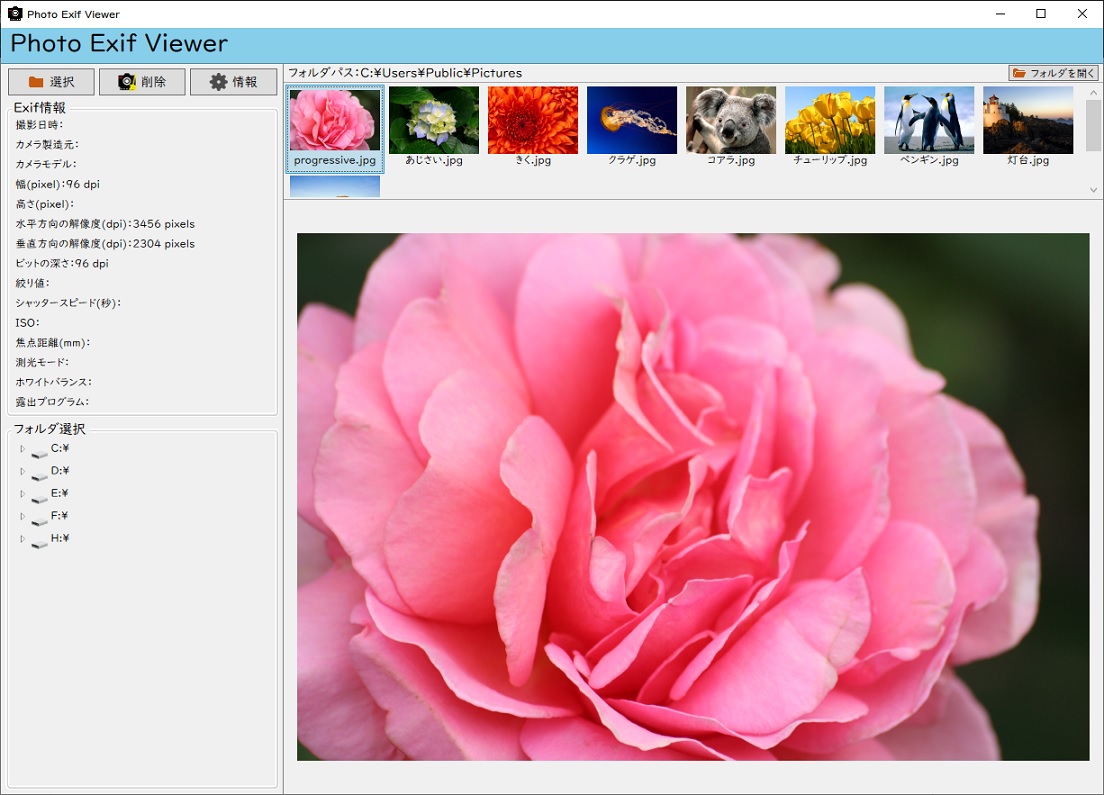 Photo Exif Viewer
Photo Exif Viewer
選択 削除 情報
フォルダパス:C:¥Users¥Public¥Pictures
フォルダを開く
progressive.jpg あじさい.jpg きく.jpg クラゲ.jpg コアラ.jpg チューリップ.jpg ペンギン.jpg 灯台.jpg
Exif情報
撮影日時:
カメラ製造元:
カメラモデル:
幅(pixel):96 dpi
高さ(pixel):
水平方向の解像度(dpi):3456 pixels
垂直方向の解像度(dpi):2304 pixels
ビットの深さ:96 dpi
絞り値:
シャッタースピード(秒):
ISO:
焦点距離(mm):
測光モード:
ホワイトバランス:
露出プログラム:
フォルダ選択
C:¥
D:¥
E:¥
F:¥
H:¥